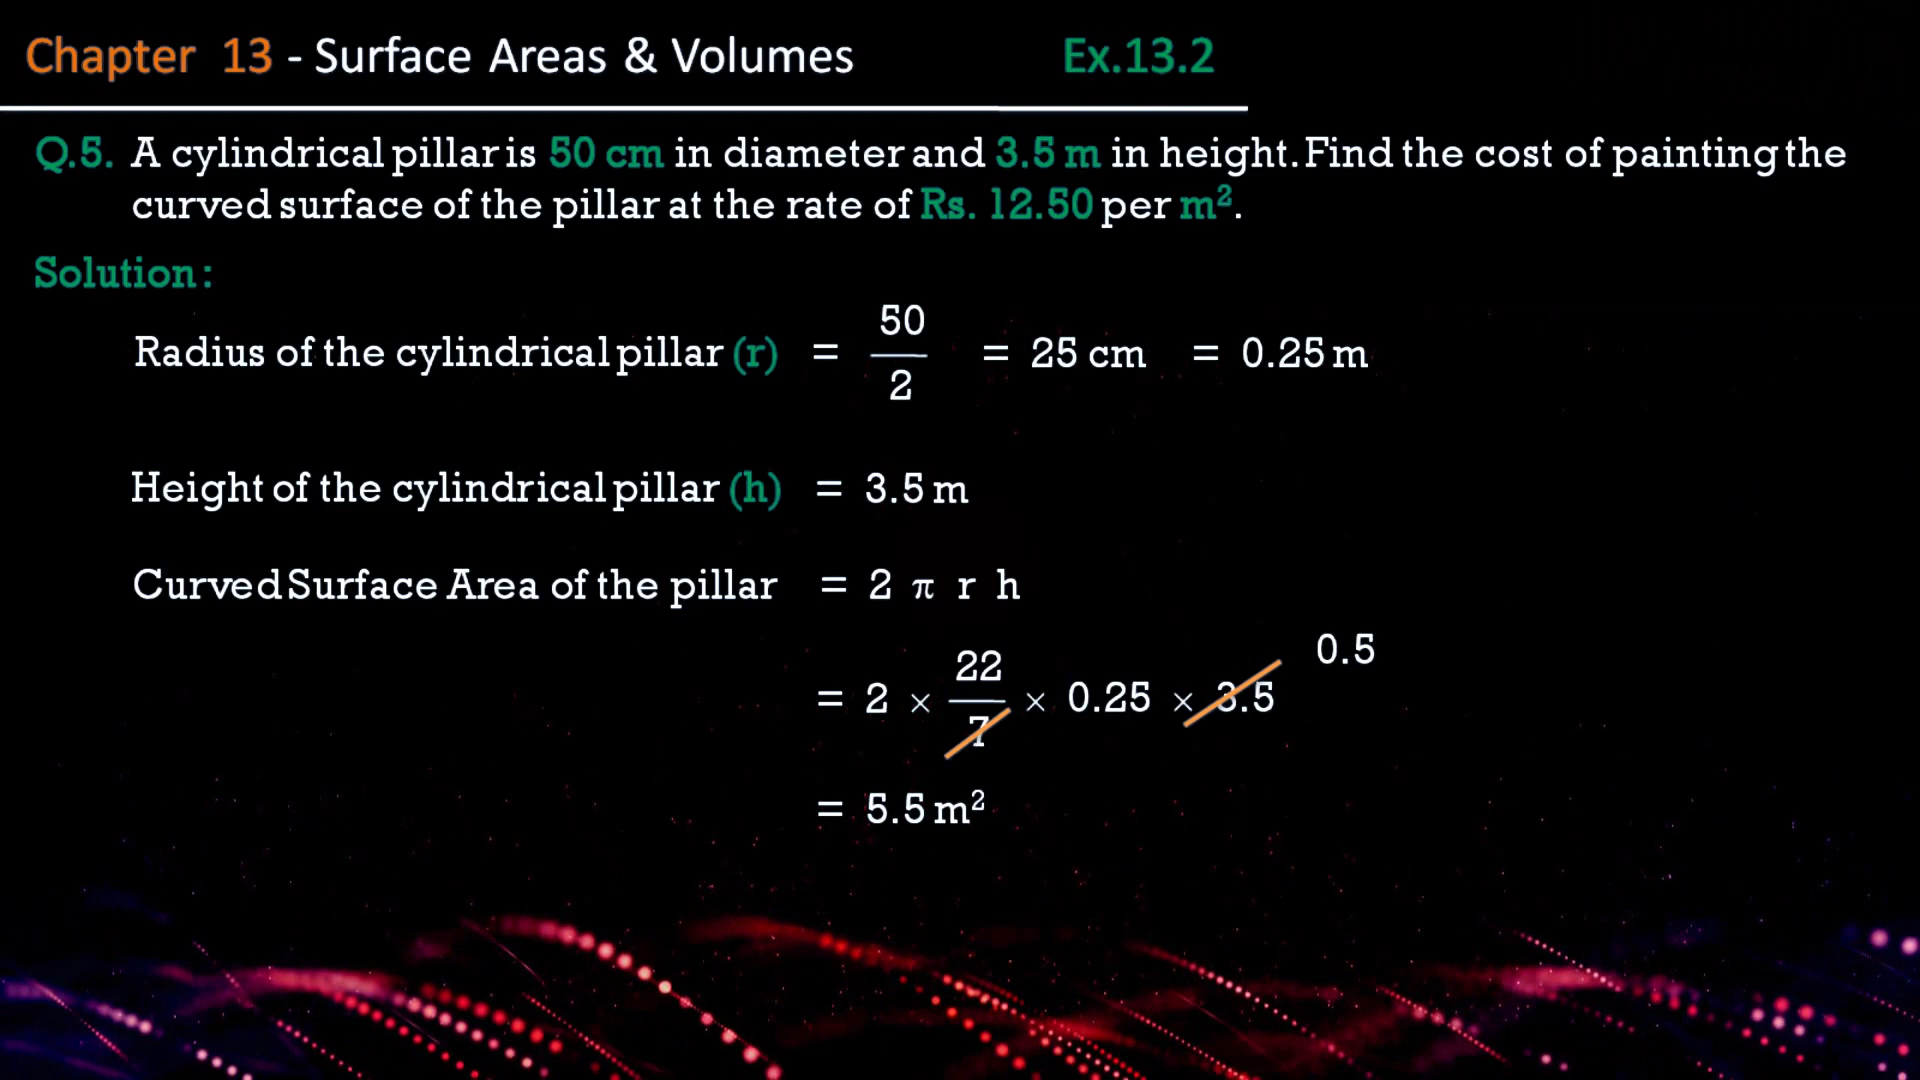 Chapter 13 - Surface Areas & Volumes Ex.13.2
Q.5. A cylindrical pillar is 50 cm in diameter and 3.5 m in height. Find the cost of painting the
curved surface of the pillar at the rate of Rs. 12.50 per m².
Solution:
Radius of the cylindrical pillar (r) = 50/2 = 25 cm = 0.25 m
Height of the cylindrical pillar (h) = 3.5 m
Curved Surface Area of the pillar = 2 π r h
= 2 × 22/7 × 0.25 × 3.5 0.5
= 5.5 m²